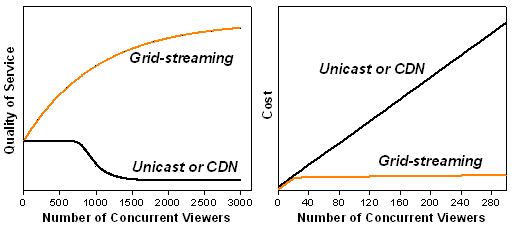 Quality of Service
Grid-streaming
Unicast or CDN
0 500 1000 1500 2000 2500 3000
Number of Concurrent Viewers
Cost
Unicast or CDN
Grid-streaming
0 40 80 120 160 200 240 280
Number of Concurrent Viewers